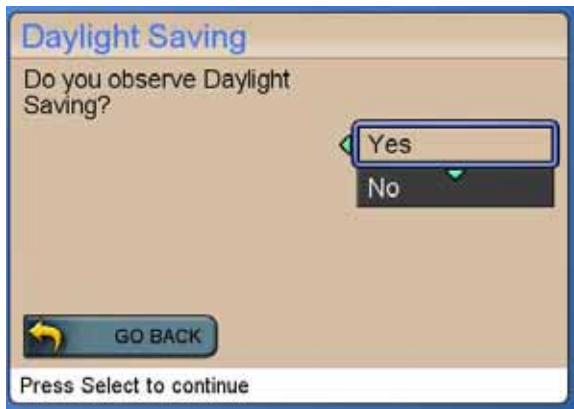 Daylight Saving
Do you observe Daylight
Saving?
Yes
No
GO BACK
Press Select to continue